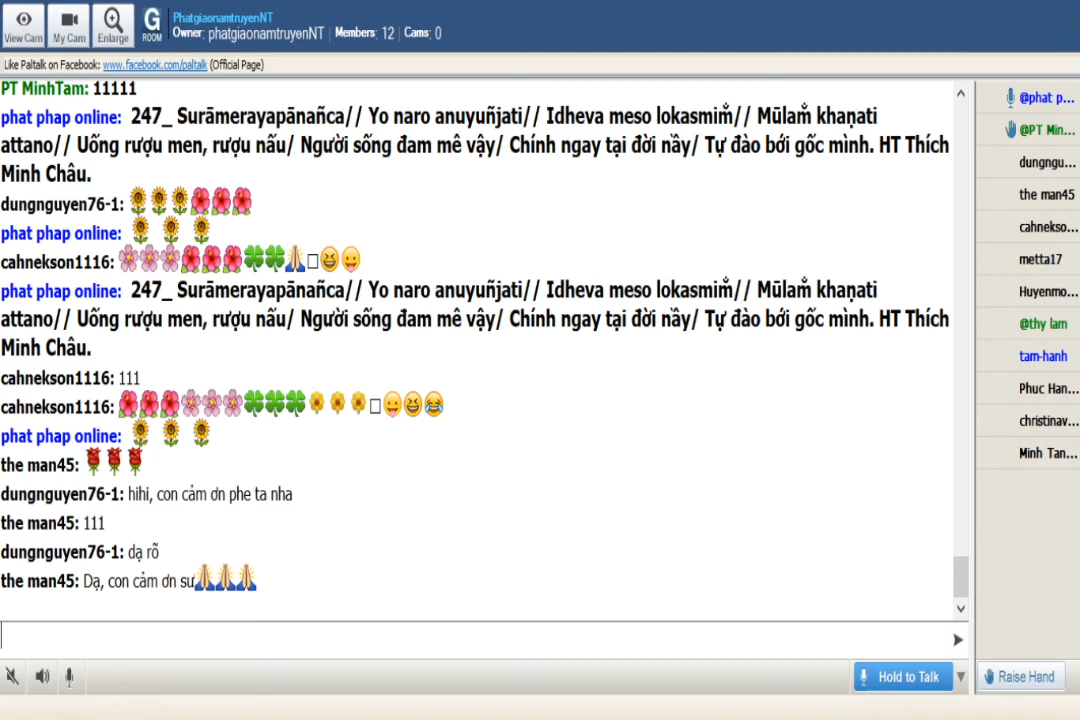 View Cam
My Cam
Enlarge
G
ROOM
PhatgiaonamtruyenNT
Owner: phatgiaonamtruyenNT | Members: 12 | Cams: 0
Like Paltalk on Facebook: www.facebook.com/paltalk (Official Page)
PT MinhTam: 11111
phat phap online: 247_ Surāmerayapānañca// Yo naro anuyuñjati// Idheva meso lokasmiṁ// Mūlaṁ khaṇati
attano// Uống rượu men, rượu nấu/ Người sống đam mê vậy/ Chính ngay tại đời nầy/ Tự đào bới gốc mình. HT Thích
Minh Châu.
dungnguyen76-1: 🌻🌻🌻🌺🌺🌺
phat phap online: 🌻 🌻 🌻
cahnekson1116: 🌸🌸🌸🌺🌺🌺🍀🍀🙏□😆😛
phat phap online: 247_ Surāmerayapānañca// Yo naro anuyuñjati// Idheva meso lokasmiṁ// Mūlaṁ khaṇati
attano// Uống rượu men, rượu nấu/ Người sống đam mê vậy/ Chính ngay tại đời nầy/ Tự đào bới gốc mình. HT Thích
Minh Châu.
cahnekson1116: 111
cahnekson1116: 🌺🌺🌺🌸🌸🌸🍀🍀🍀🌻🌻🌻□😛😆😂
phat phap online: 🌻 🌻 🌻
the man45: 🌹🌹🌹
dungnguyen76-1: hihi, con cảm ơn phe ta nha
the man45: 111
dungnguyen76-1: dạ rõ
the man45: Dạ, con cảm ơn sư🙏🙏🙏
Hold to Talk
@phat p...
@PT Min...
dungngu...
the man45
cahnekso...
metta17
Huyenmo...
@thy lam
tam-hanh
Phuc Han...
christinav...
Minh Tan...
Raise Hand